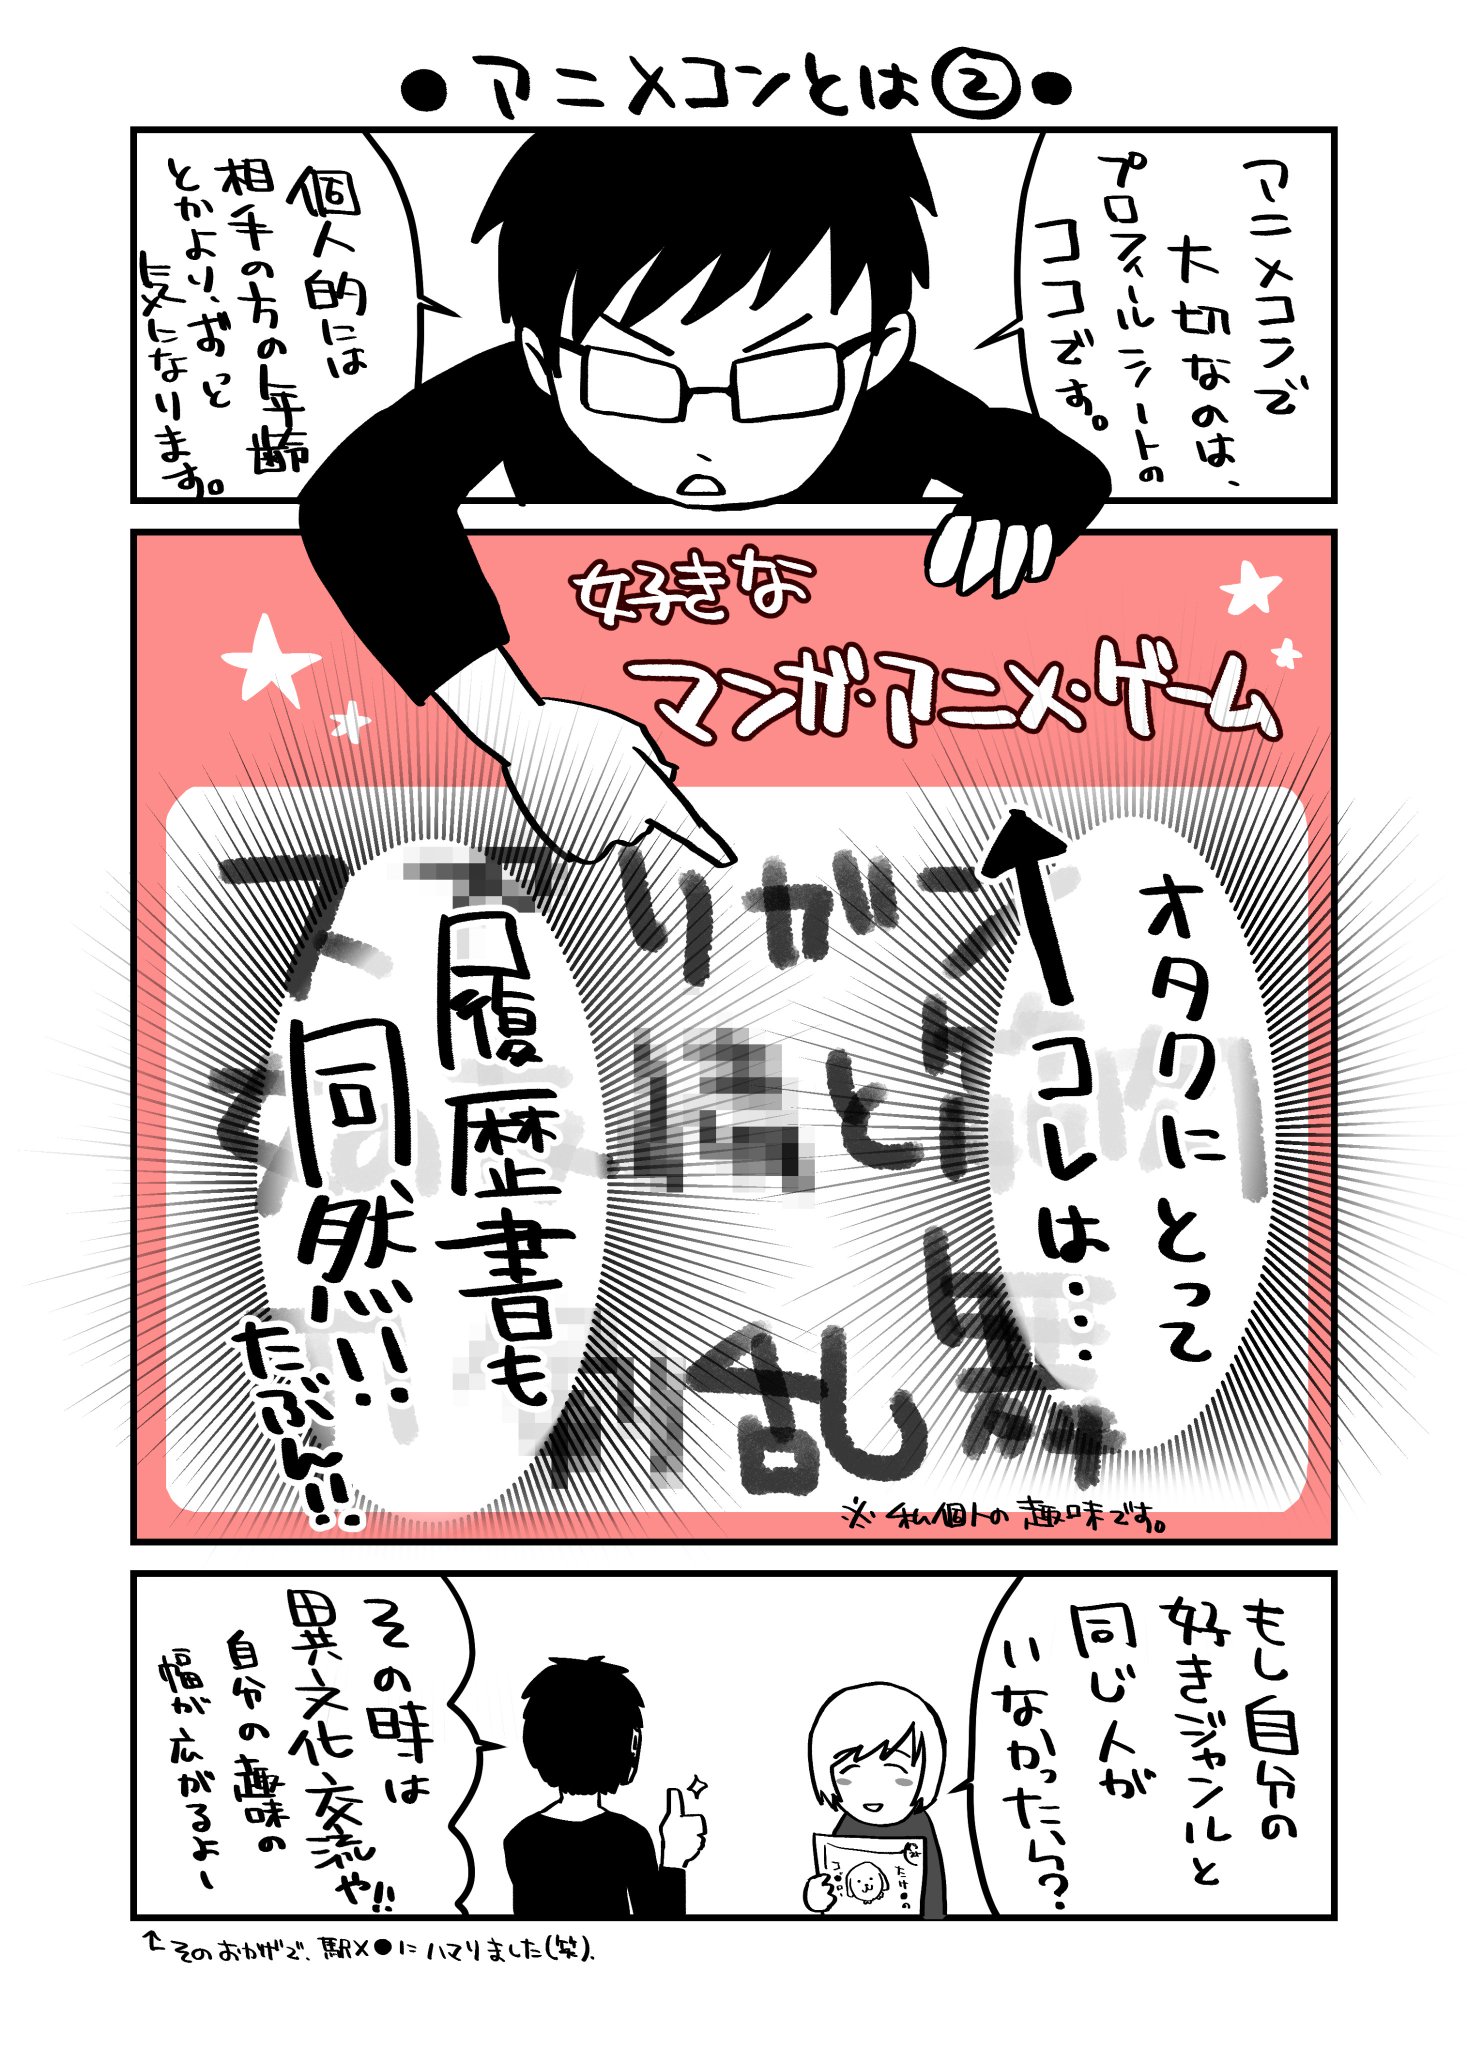 ●アニメコンとは②●
アニメコンで
大切なのは、
プロフィールシートの
ココです。
個人的には
相手の方の年齢
とかより、ずっと
気になります。
好きな
マンガ・アニメ・ゲーム
オタクにとって
コレは…
履歴書も
同然!!
たぶん!!
※私個人の趣味です。
もし自分の
好きジャンルと
同じ人が
いなかったら?
その時は
異文化交流や!!
自分の趣味の
幅が広がるよー
↑そのおかげで、駅メ●にハマりました(笑)。